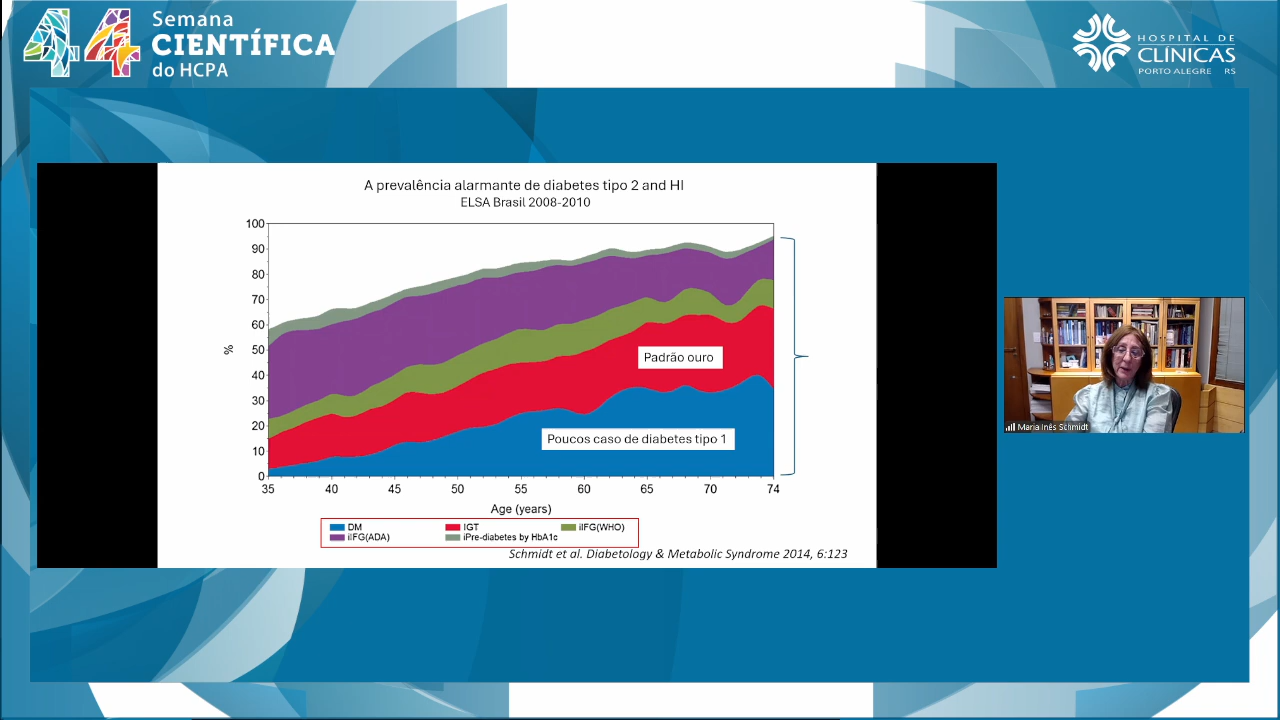 44
Semana
CIENTÍFICA
do HCPA
HOSPITAL DE
CLÍNICAS
PORTO ALEGRE RS
A prevalência alarmante de diabetes tipo 2 and HI
ELSA Brasil 2008-2010
100
90
80
70
60
50
40
30
20
10
0
%
Padrão ouro
Poucos caso de diabetes tipo 1
35 40 45 50 55 60 65 70 74
Age (years)
DM IGT iIFG(WHO)
iIFG(ADA) iPre-diabetes by HbA1c
Schmidt et al. Diabetology & Metabolic Syndrome 2014, 6:123
Maria Inês Schmidt